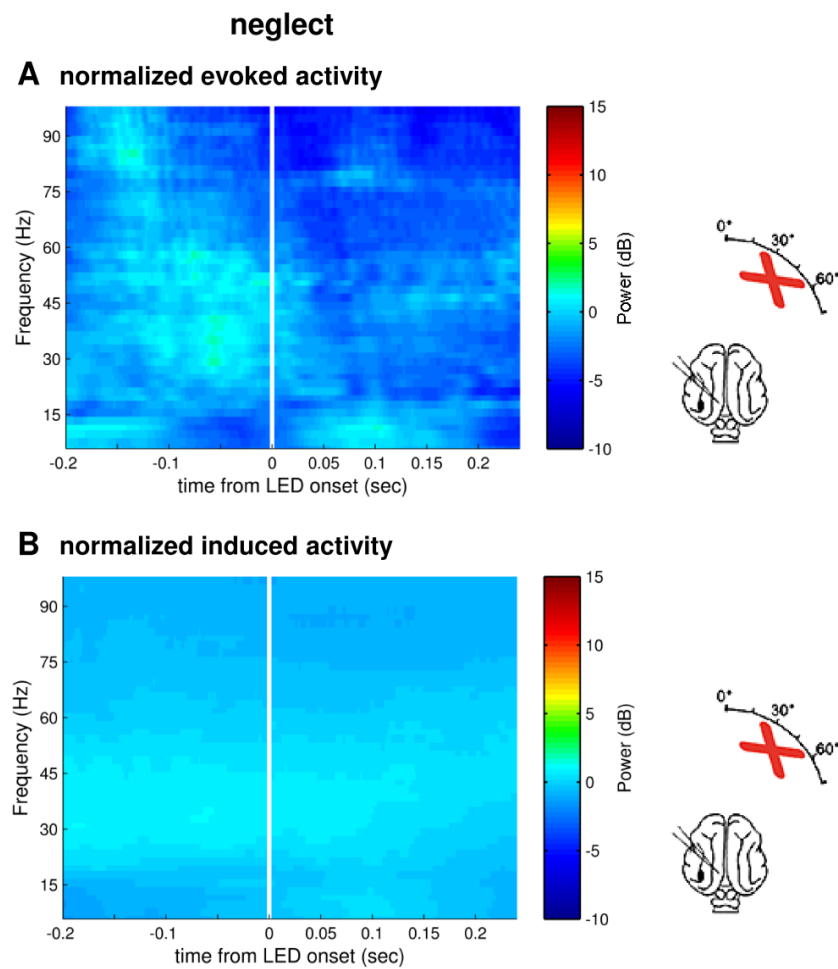 neglect
A normalized evoked activity
90
75
60
45
30
15
Frequency (Hz)
-0.2 -0.1 0 0.05 0.1 0.15 0.2
time from LED onset (sec)
15
10
5
0
-5
-10
Power (dB)
0°
30°
60°
B normalized induced activity
90
75
60
45
30
15
Frequency (Hz)
-0.2 -0.1 0 0.05 0.1 0.15 0.2
time from LED onset (sec)
15
10
5
0
-5
-10
Power (dB)
0°
30°
60°